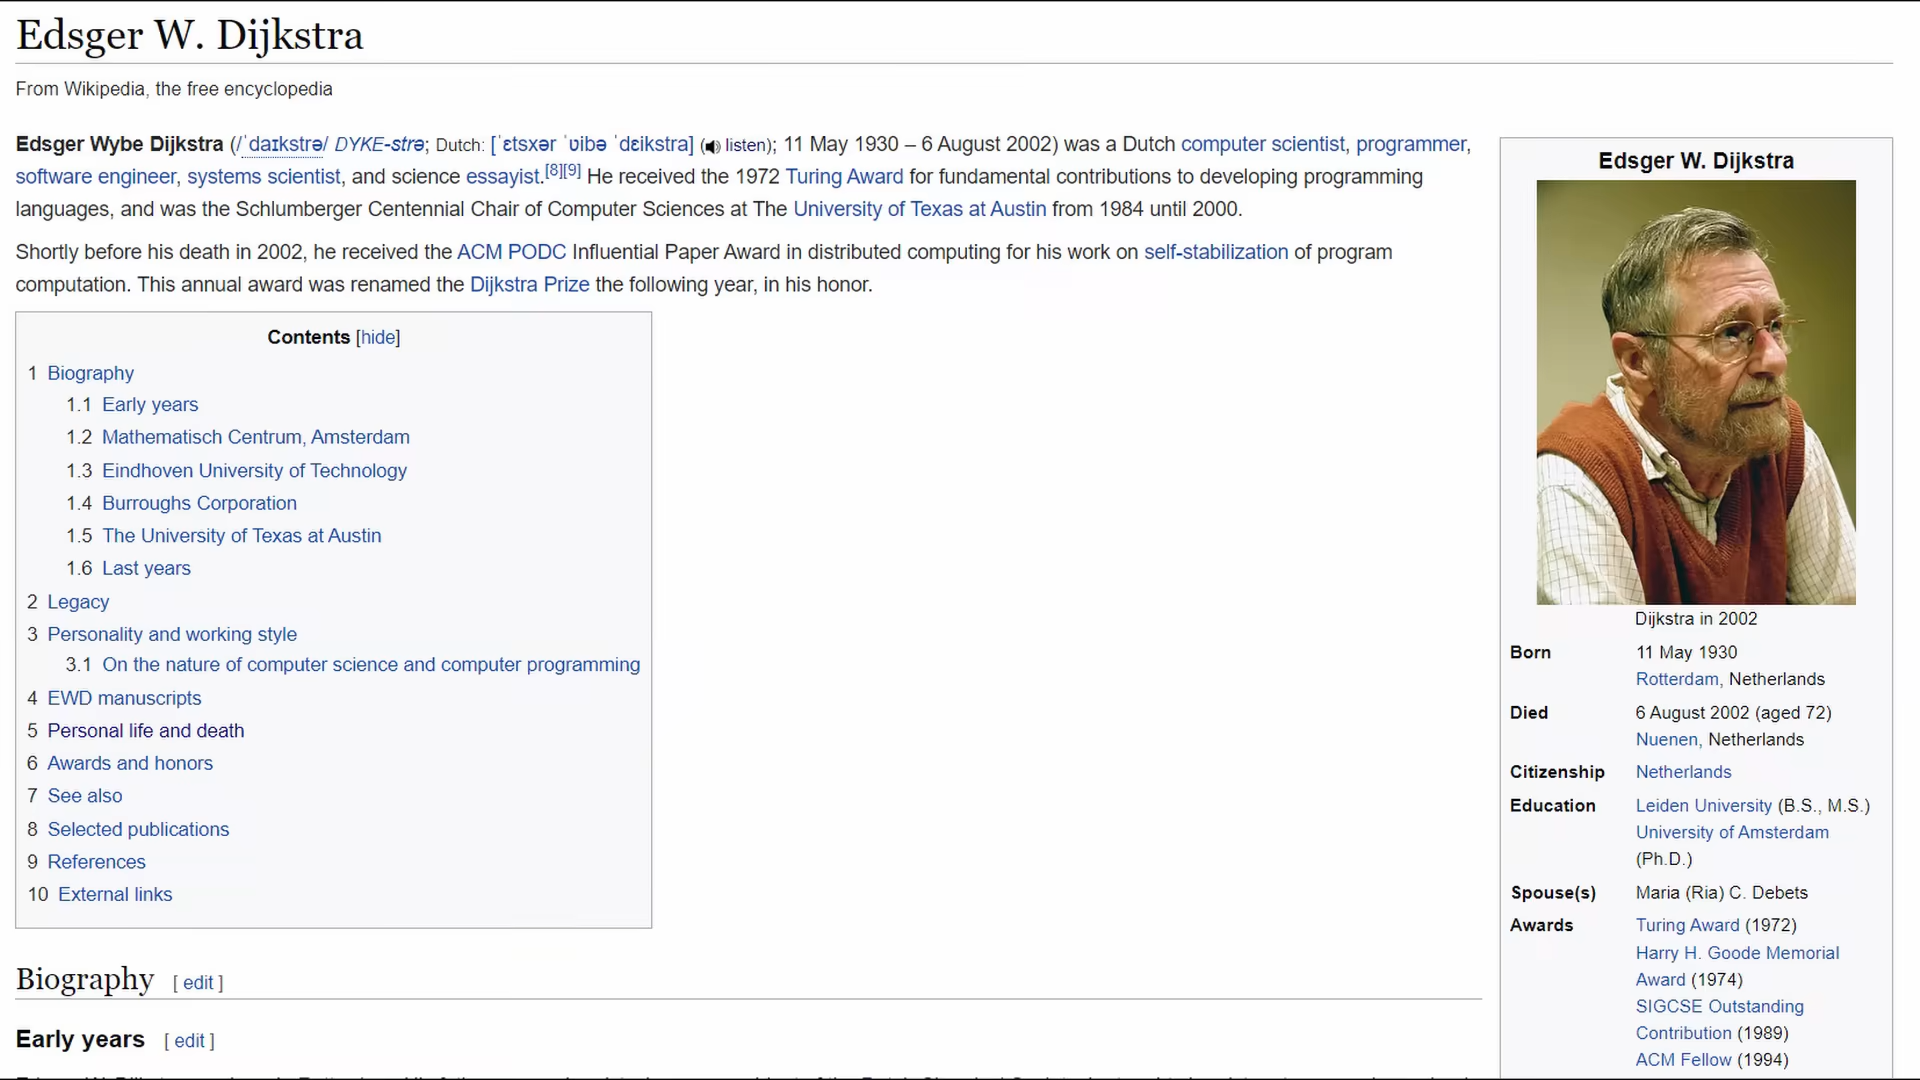 Edsger W. Dijkstra
From Wikipedia, the free encyclopedia
Edsger Wybe Dijkstra (/ˈdaɪkstrə/ DYKE-strə; Dutch: [ˈɛtsxər ˈʋibə ˈdɛikstra] (listen); 11 May 1930 – 6 August 2002) was a Dutch computer scientist, programmer,
software engineer, systems scientist, and science essayist.[8][9] He received the 1972 Turing Award for fundamental contributions to developing programming
languages, and was the Schlumberger Centennial Chair of Computer Sciences at The University of Texas at Austin from 1984 until 2000.
Shortly before his death in 2002, he received the ACM PODC Influential Paper Award in distributed computing for his work on self-stabilization of program
computation. This annual award was renamed the Dijkstra Prize the following year, in his honor.
Contents [hide]
1 Biography
1.1 Early years
1.2 Mathematisch Centrum, Amsterdam
1.3 Eindhoven University of Technology
1.4 Burroughs Corporation
1.5 The University of Texas at Austin
1.6 Last years
2 Legacy
3 Personality and working style
3.1 On the nature of computer science and computer programming
4 EWD manuscripts
5 Personal life and death
6 Awards and honors
7 See also
8 Selected publications
9 References
10 External links
Biography [ edit ]
Early years [ edit ]
Edsger W. Dijkstra
Dijkstra in 2002
Born 11 May 1930
Rotterdam, Netherlands
Died 6 August 2002 (aged 72)
Nuenen, Netherlands
Citizenship Netherlands
Education Leiden University (B.S., M.S.)
University of Amsterdam
(Ph.D.)
Spouse(s) Maria (Ria) C. Debets
Awards Turing Award (1972)
Harry H. Goode Memorial
Award (1974)
SIGCSE Outstanding
Contribution (1989)
ACM Fellow (1994)